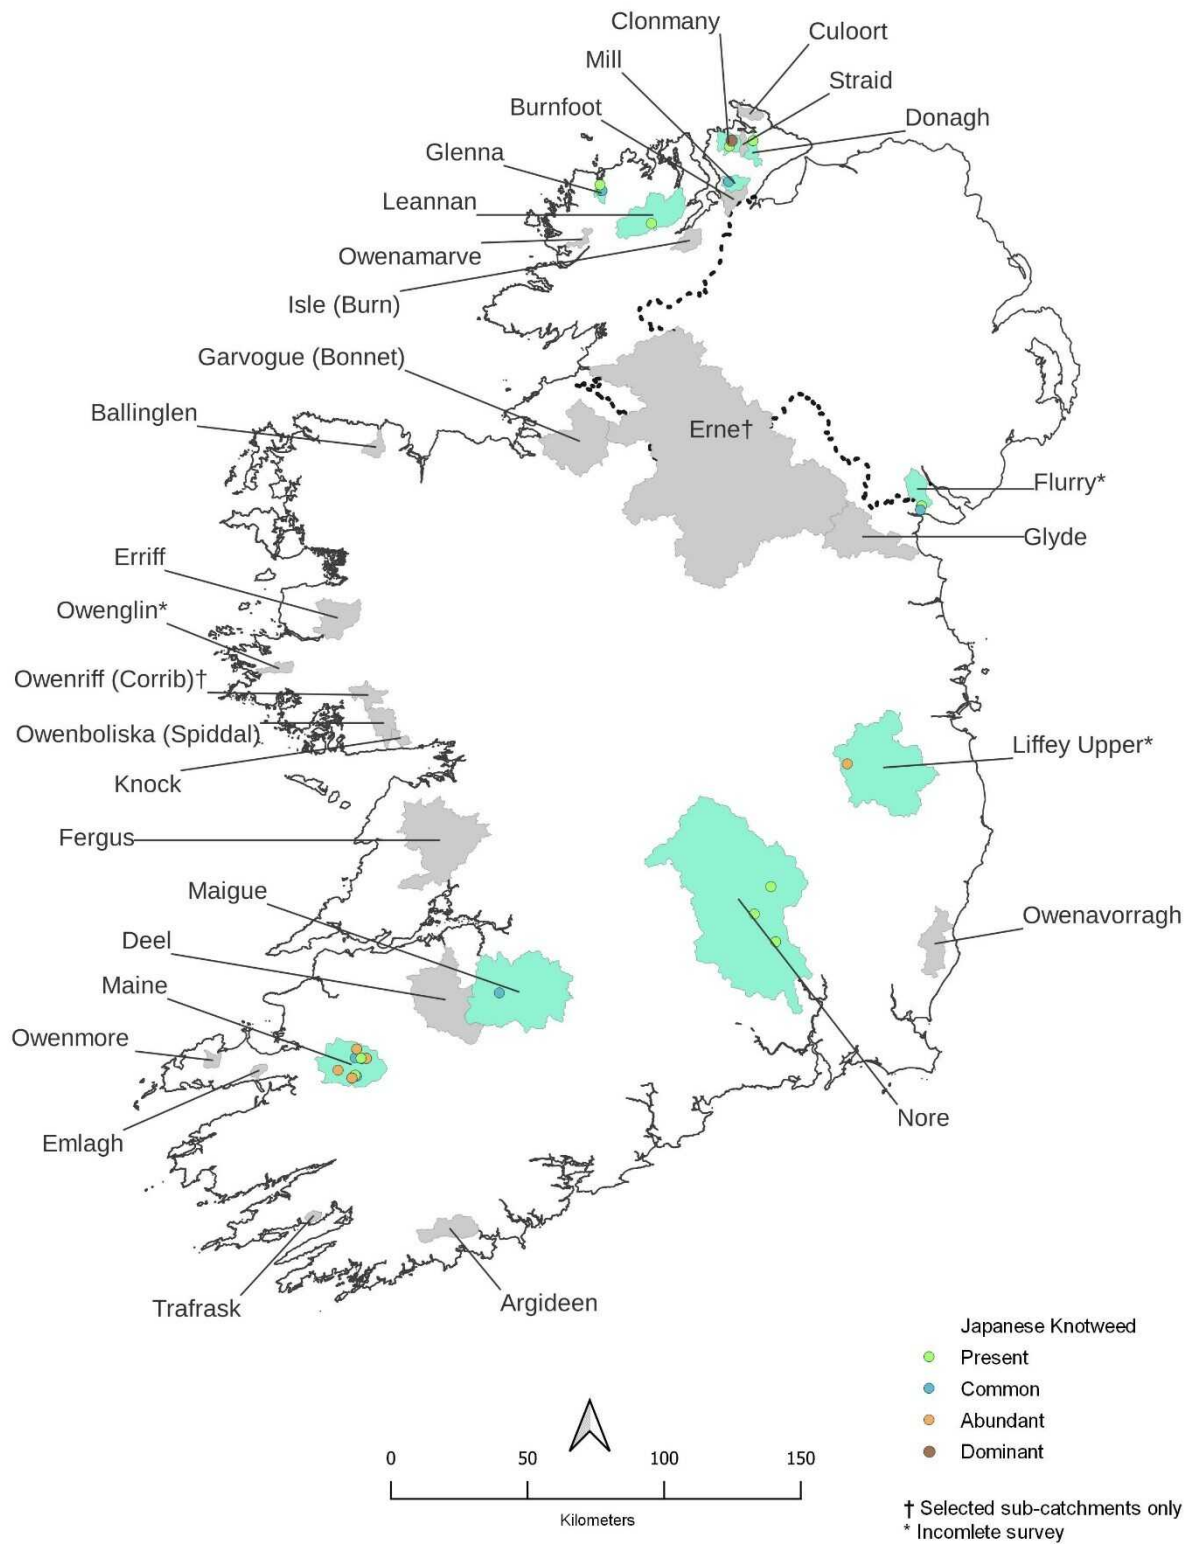 Clonmany
Culoort
Mill
Straid
Burnfoot
Donagh
Glenna
Leannan
Owenamarve
Isle (Burn)
Garvogue (Bonnet)
Ballinglen
Erne†
Flurry*
Glyde
Erriff
Owenglin*
Owenriff (Corrib)†
Owenboliska (Spiddal)
Liffey Upper*
Knock
Fergus
Maigue
Owenavorragh
Deel
Maine
Owenmore
Nore
Emlagh
Trafrask
Argideen
Japanese Knotweed
Present
Common
Abundant
Dominant
0 50 100 150
Kilometers
† Selected sub-catchments only
* Incomlete survey